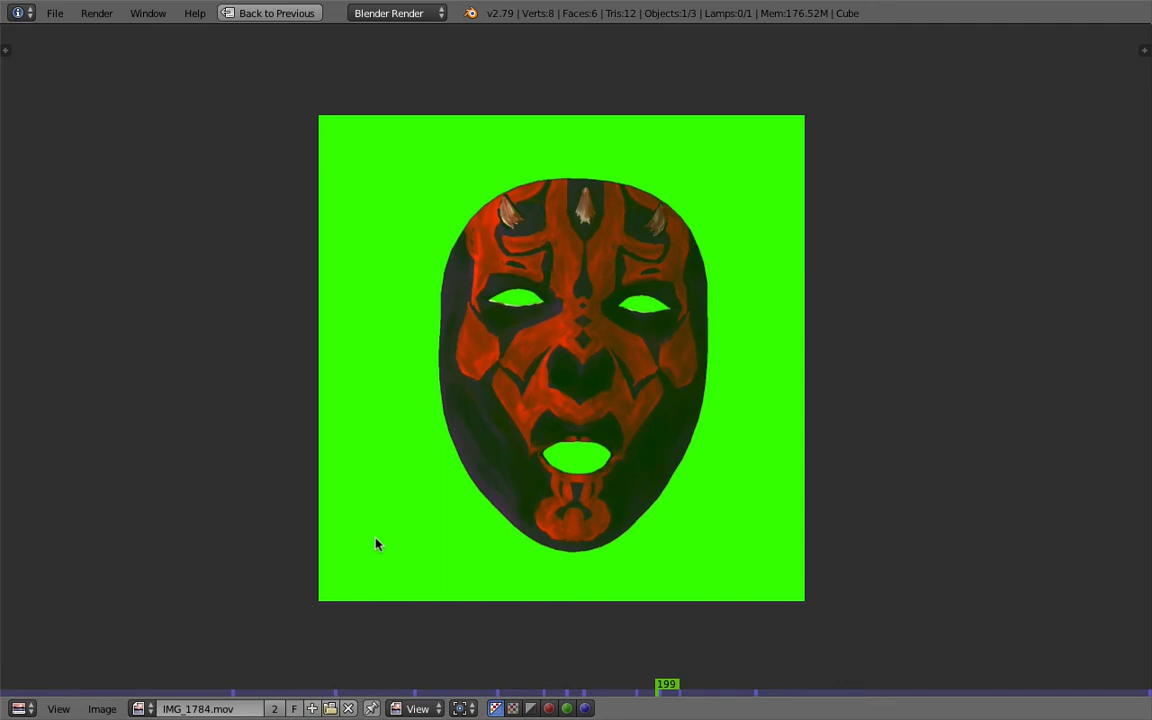 File Render Window Help Back to Previous Blender Render v2.79 | Verts:8 | Faces:6 | Tris:12 | Objects:1/3 | Lamps:0/1 | Mem:176.52M | Cube
199
View Image IMG_1784.mov 2 F View